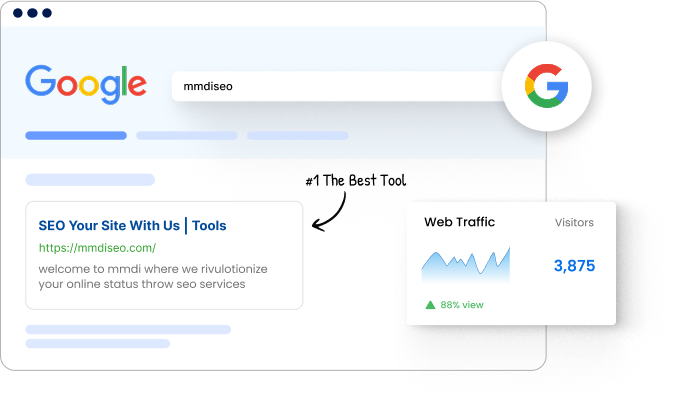 Google
mmdiseo
G
#1 The Best Tool
SEO Your Site With Us | Tools
https://mmdiseo.com/
welcome to mmdi where we rivulotionize
your online status throw seo services
Web Traffic
Visitors
3,875
88% view